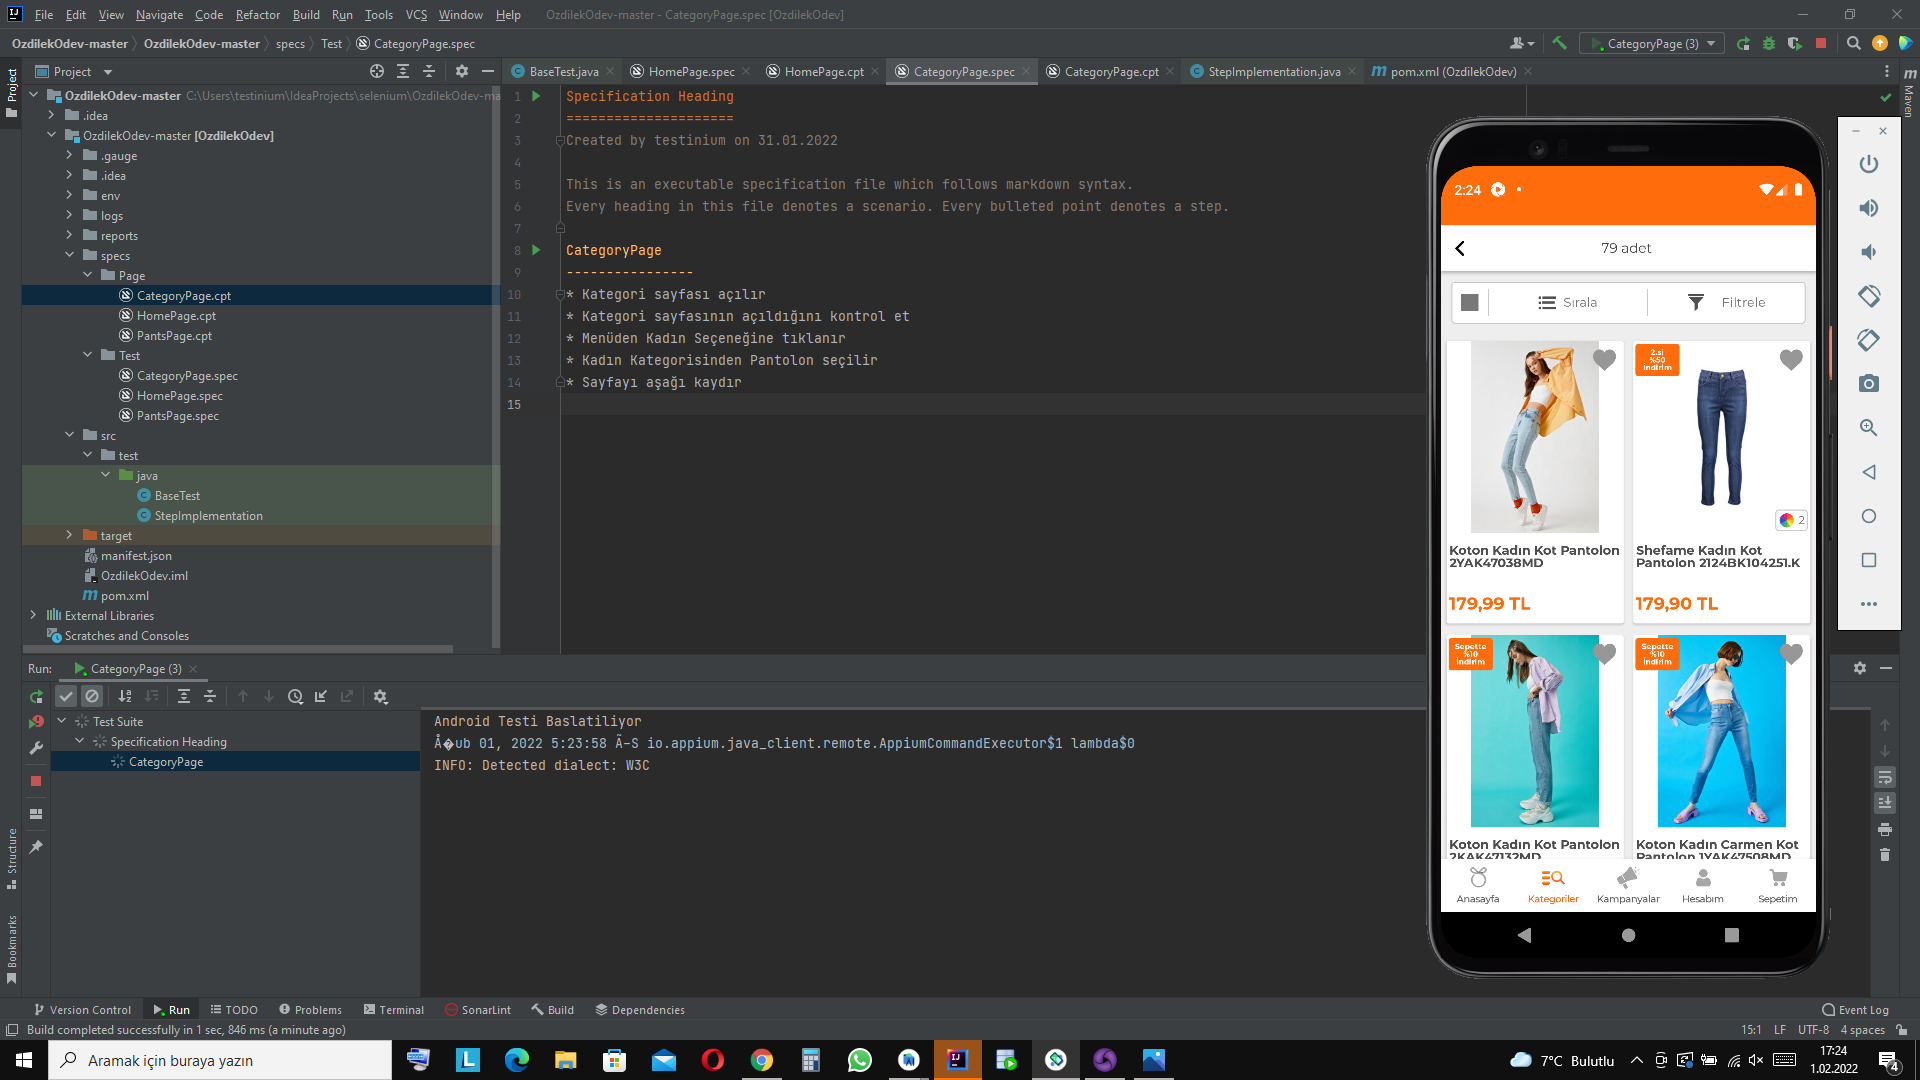 File Edit View Navigate Code Refactor Build Run Tools VCS Window Help OzdilekOdev-master - CategoryPage.spec [OzdilekOdev]
OzdilekOdev-master OzdilekOdev-master specs Test CategoryPage.spec
CategoryPage (3)
Project
BaseTest.java HomePage.spec HomePage.cpt CategoryPage.spec CategoryPage.cpt StepImplementation.java pom.xml (OzdilekOdev)
Project
Maven
OzdilekOdev-master C:\Users\testinium\IdeaProjects\selenium\OzdilekOdev-ma
.idea
OzdilekOdev-master [OzdilekOdev]
.gauge
.idea
env
logs
reports
specs
Page
CategoryPage.cpt
HomePage.cpt
PantsPage.cpt
Test
CategoryPage.spec
HomePage.spec
PantsPage.spec
src
test
java
BaseTest
StepImplementation
target
manifest.json
OzdilekOdev.iml
pom.xml
External Libraries
Scratches and Consoles
1 Specification Heading
2 =====================
3 Created by testinium on 31.01.2022
4
5 This is an executable specification file which follows markdown syntax.
6 Every heading in this file denotes a scenario. Every bulleted point denotes a step.
7
8 CategoryPage
9 ----------------
10 * Kategori sayfası açılır
11 * Kategori sayfasının açıldığını kontrol et
12 * Menüden Kadın Seçeneğine tıklanır
13 * Kadın Kategorisinden Pantolon seçilir
14 * Sayfayı aşağı kaydır
15
2:24
79 adet
Sırala Filtrele
2.si
%50
indirim
2
Koton Kadın Kot Pantolon
2YAK47038MD
179,99 TL
Shefame Kadın Kot
Pantolon 2124BK104251.K
179,90 TL
Sepette
%10
İndirim
Sepette
%10
İndirim
Koton Kadın Kot Pantolon
2KAK47132MD
Koton Kadın Carmen Kot
Pantolon 1YAK47508MD
Anasayfa Kategoriler Kampanyalar Hesabım Sepetim
Run: CategoryPage (3)
Test Suite
Specification Heading
CategoryPage
Android Testi Baslatiliyor
Å�ub 01, 2022 5:23:58 Ã-S io.appium.java_client.remote.AppiumCommandExecutor$1 lambda$0
INFO: Detected dialect: W3C
Structure
Bookmarks
Version Control Run TODO Problems Terminal SonarLint Build Dependencies Event Log
Build completed successfully in 1 sec, 846 ms (a minute ago) 15:1 LF UTF-8 4 spaces
Aramak için buraya yazın
7°C Bulutlu
17:24
1.02.2022
4